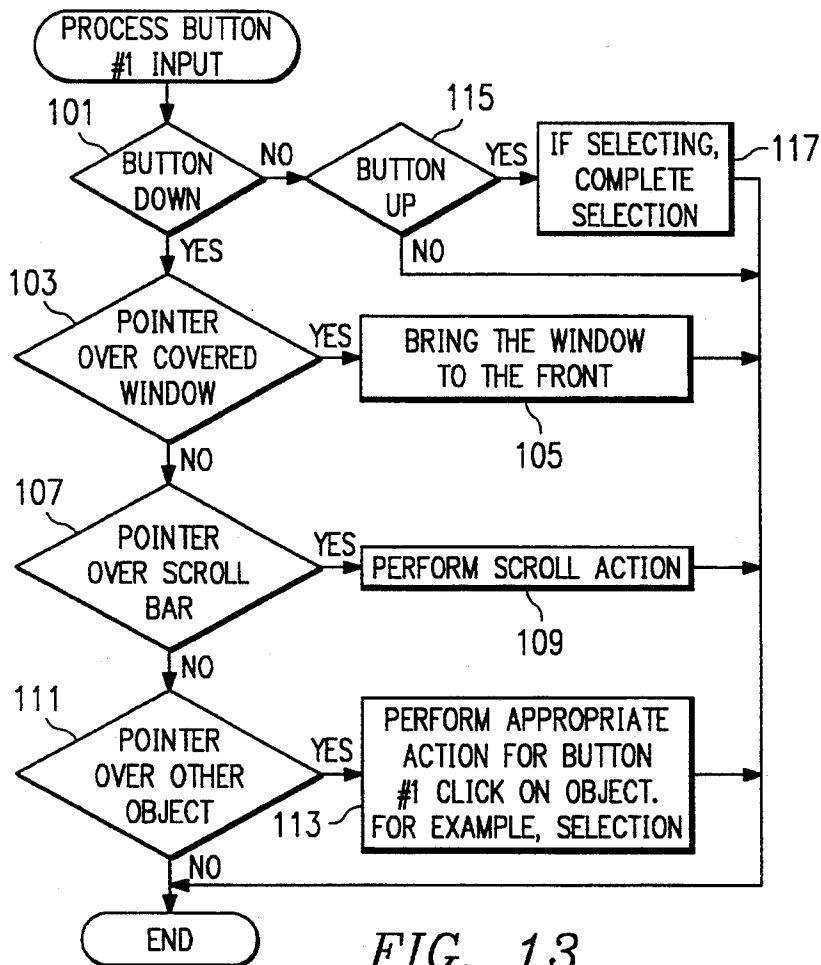 PROCESS BUTTON
#1 INPUT
101
BUTTON
DOWN
NO
YES
115
BUTTON
UP
YES
NO
IF SELECTING,
COMPLETE
SELECTION
117
103
POINTER
OVER COVERED
WINDOW
YES
NO
BRING THE WINDOW
TO THE FRONT
105
107
POINTER
OVER SCROLL
BAR
YES
NO
PERFORM SCROLL ACTION
109
111
POINTER
OVER OTHER
OBJECT
YES
NO
PERFORM APPROPRIATE
ACTION FOR BUTTON
#1 CLICK ON OBJECT.
FOR EXAMPLE, SELECTION
113
END
FIG. 13